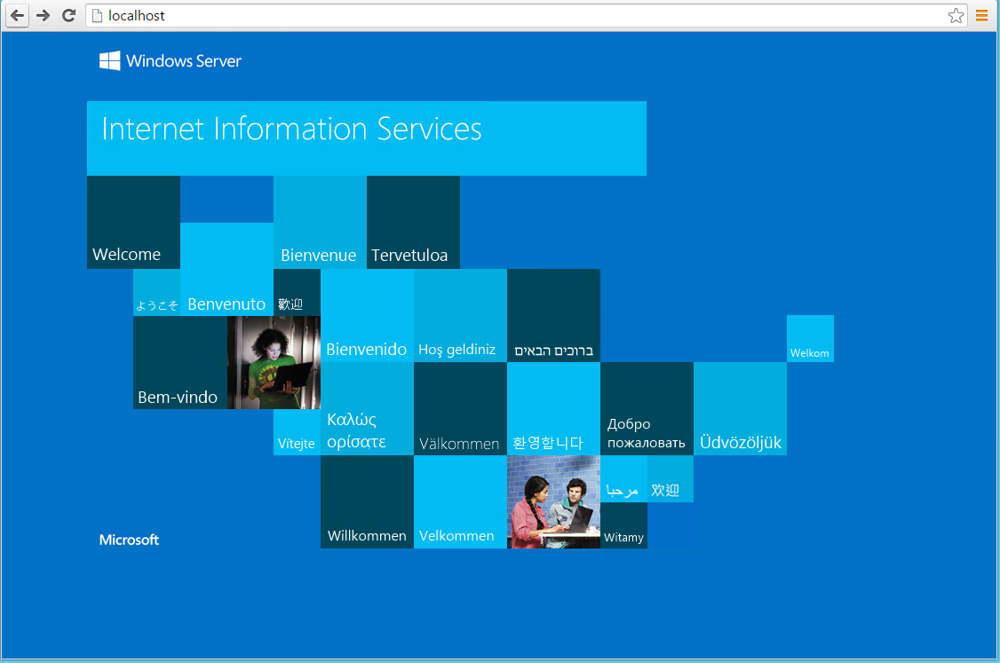 localhost
Windows Server
Internet Information Services
Welcome
Bienvenue
Tervetuloa
ようこそ
Benvenuto
歡迎
Bienvenido
Hoş geldiniz
ברוכים הבאים
Welkom
Bem-vindo
Vítejte
Καλώς
ορίσατε
Välkommen
환영합니다
Добро
пожаловать
Üdvözöljük
مرحبا
欢迎
Microsoft
Willkommen
Velkommen
Witamy